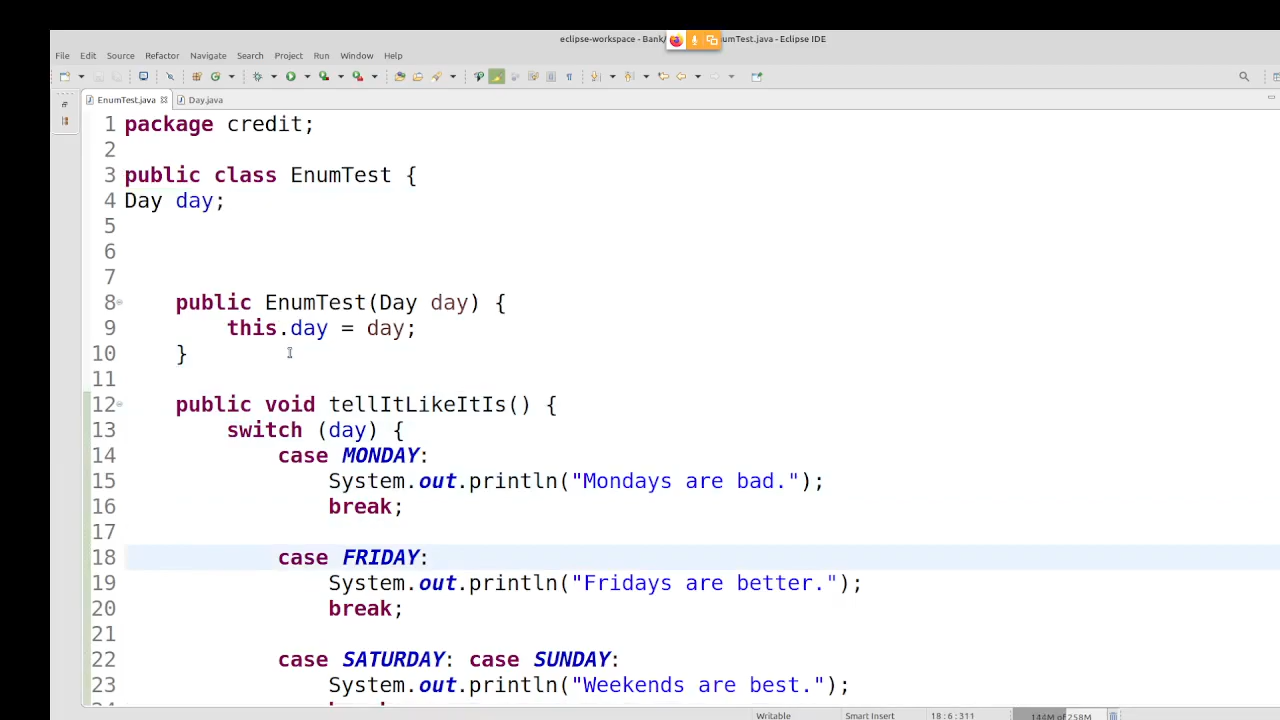 eclipse-workspace - Bank/ umTest.java - Eclipse IDE
File Edit Source Refactor Navigate Search Project Run Window Help
EnumTest.java Day.java
1 package credit;
2
3 public class EnumTest {
4 Day day;
5
6
7
8 public EnumTest(Day day) {
9 this.day = day;
10 }
11
12 public void tellItLikeItIs() {
13 switch (day) {
14 case MONDAY:
15 System.out.println("Mondays are bad.");
16 break;
17
18 case FRIDAY:
19 System.out.println("Fridays are better.");
20 break;
21
22 case SATURDAY: case SUNDAY:
23 System.out.println("Weekends are best.");
Writable Smart Insert 18 : 6 : 311 144M of 258M